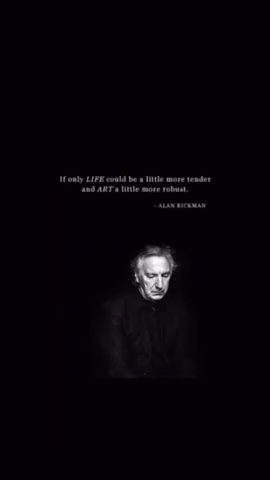 If only LIFE could be a little more tender
and ART a little more robust.
- ALAN RICKMAN